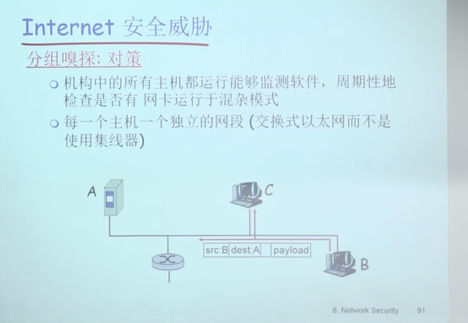 Internet 安全威胁
分组嗅探: 对策
机构中的所有主机都运行能够监测软件，周期性地
检查是否有 网卡运行于混杂模式
每一个主机一个独立的网段 (交换式以太网而不是
使用集线器)
A
C
src:B dest:A payload
B
8: Network Security 91